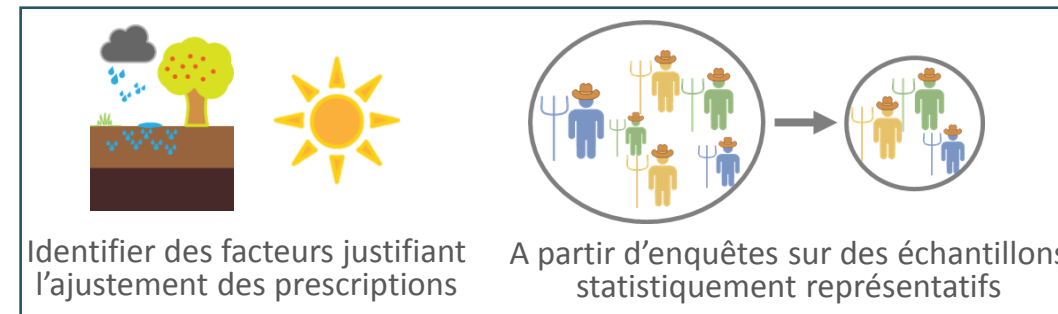 Identifier des facteurs justifiant
l’ajustement des prescriptions
A partir d’enquêtes sur des échantillons
statistiquement représentatifs